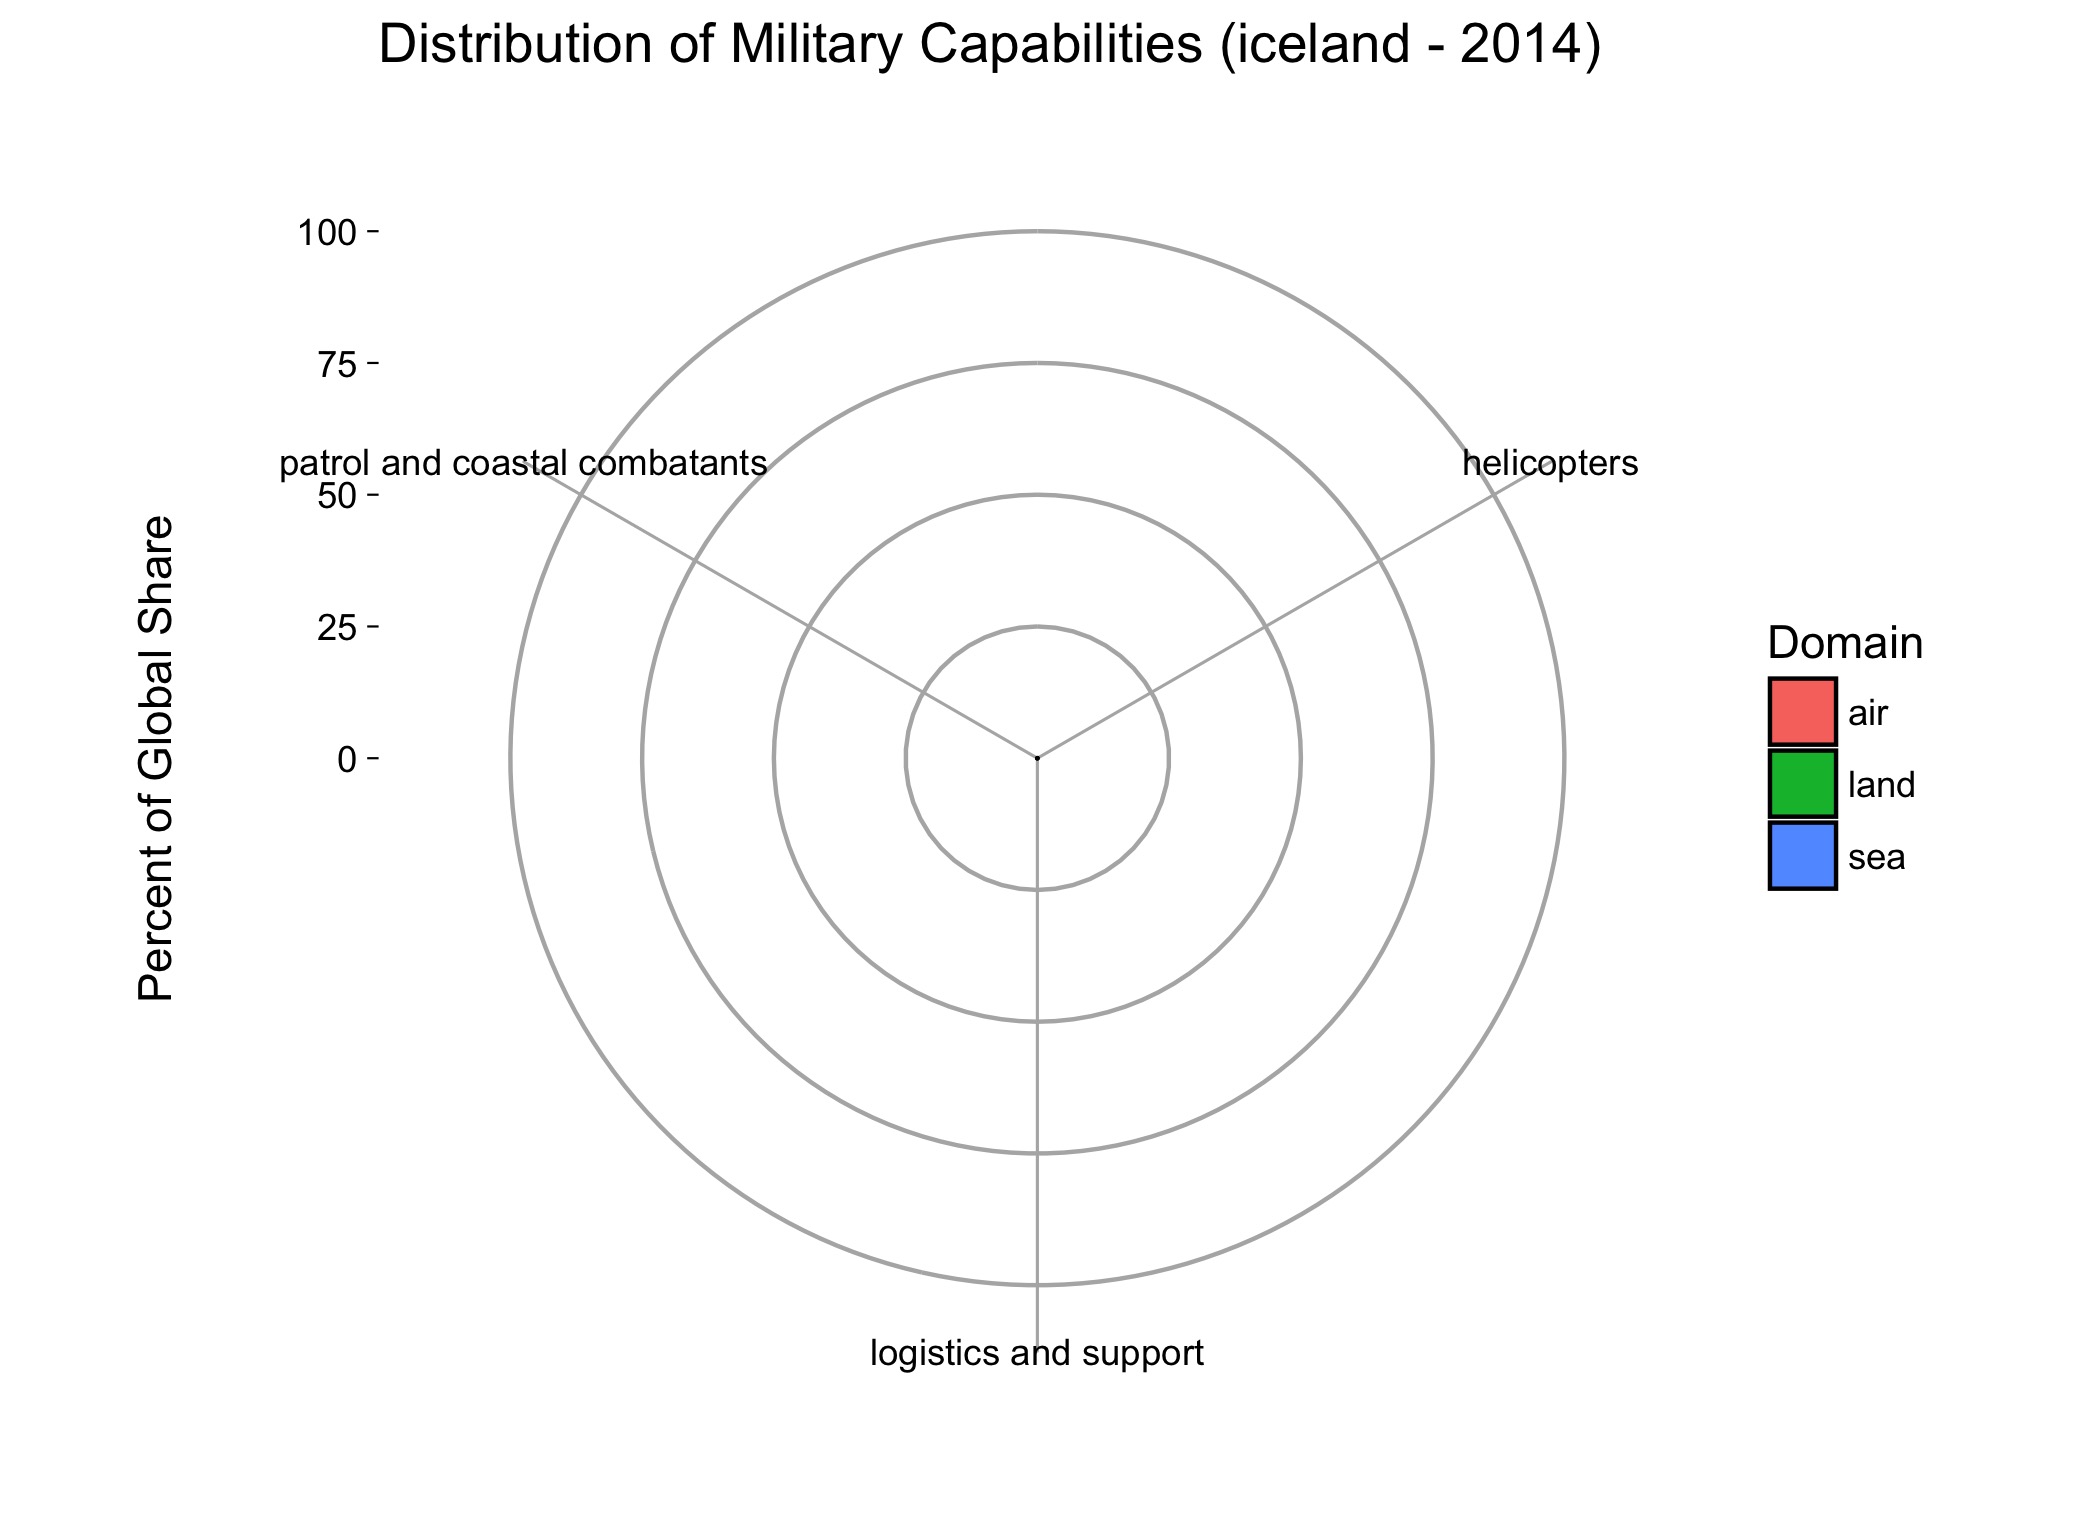 Distribution of Military Capabilities (iceland - 2014)
100
75
patrol and coastal combatants
helicopters
50
25
0
Percent of Global Share
logistics and support
Domain
air
land
sea